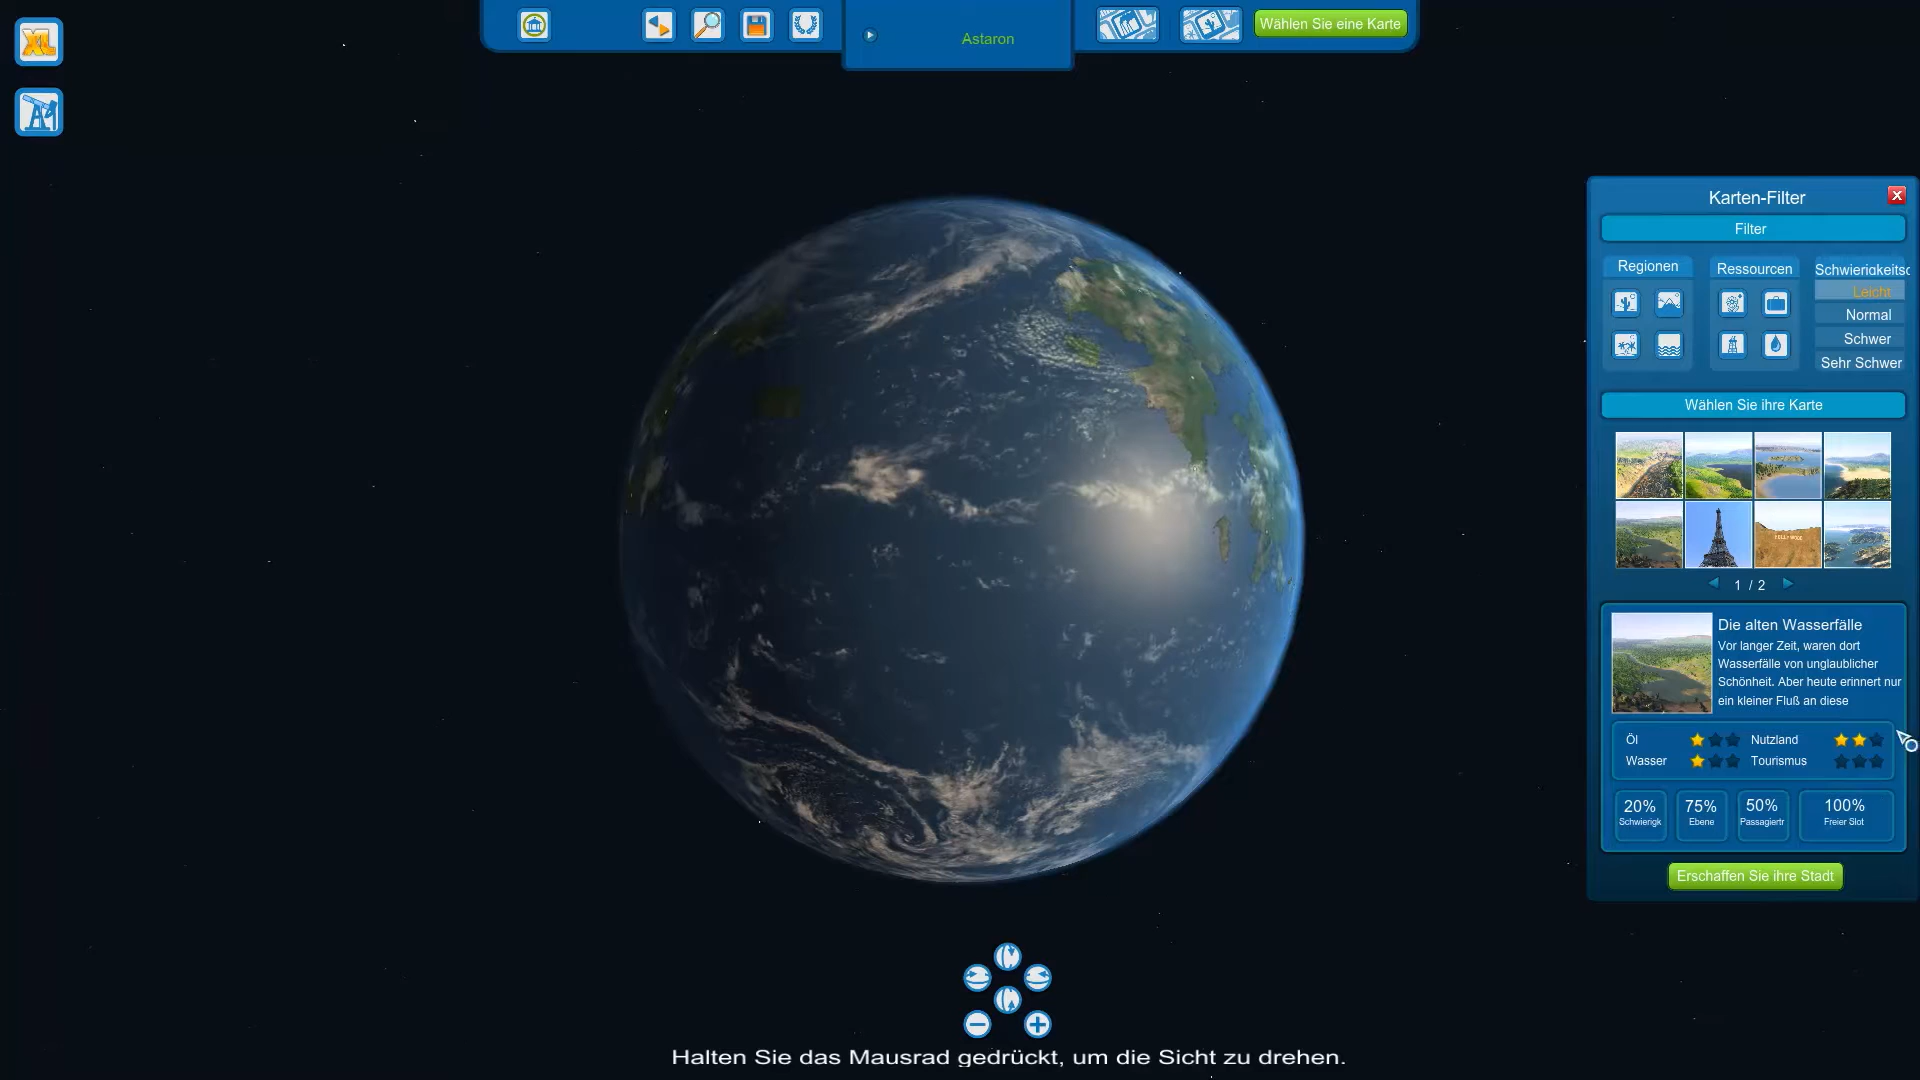 XL
Astaron
Wählen Sie eine Karte
Karten-Filter
Filter
Regionen
Ressourcen
Schwierigkeitsg
Leicht
Normal
Schwer
Sehr Schwer
Wählen Sie ihre Karte
HOLLYWOOD
1 / 2
Die alten Wasserfälle
Vor langer Zeit, waren dort
Wasserfälle von unglaublicher
Schönheit. Aber heute erinnert nur
ein kleiner Fluß an diese
Öl
Nutzland
Wasser
Tourismus
20%
75%
50%
100%
Schwierigk
Ebene
Passagiertr
Freier Slot
Erschaffen Sie ihre Stadt
Halten Sie das Mausrad gedrückt, um die Sicht zu drehen.